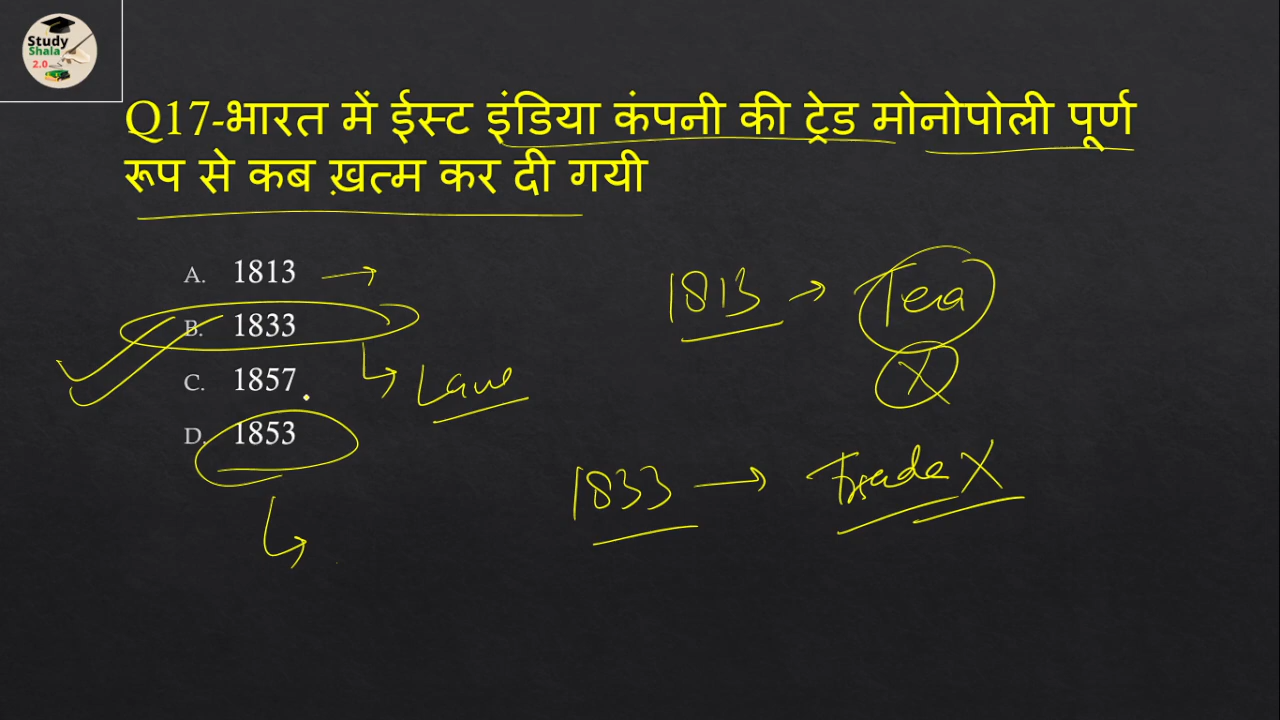 Study
Shala
2.0
Q17-भारत में ईस्ट इंडिया कंपनी की ट्रेड मोनोपोली पूर्ण
रूप से कब ख़त्म कर दी गयी
A. 1813 →
B. 1833
C. 1857
D. 1853
1813 → Tea
X
↳ Law
1833 → Trade X